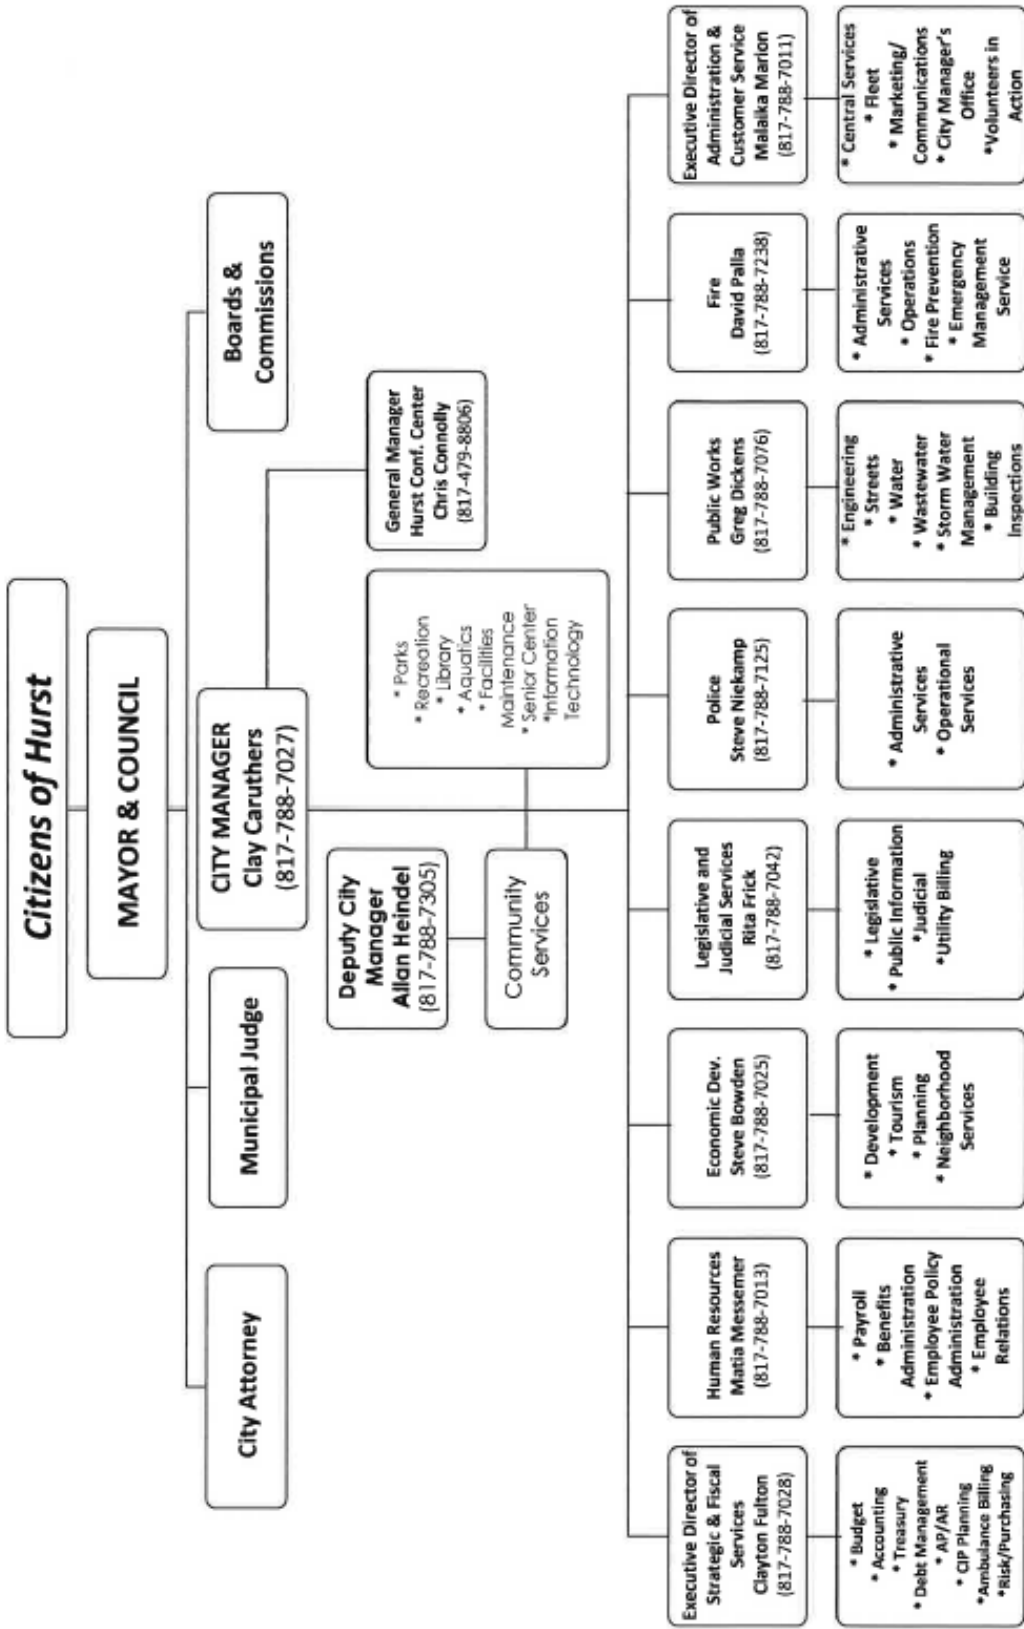 Citizens of Hurst
MAYOR & COUNCIL
City Attorney
Municipal Judge
CITY MANAGER
Clay Caruthers
(817-788-7027)
Boards &
Commissions
Deputy City
Manager
Allan Heindel
(817-788-7305)
General Manager
Hurst Conf. Center
Chris Connolly
(817-479-8806)
Community
Services
* Parks
* Recreation
* Library
* Aquatics
* Facilities
Maintenance
* Senior Center
*Information
Technology
Executive Director of
Strategic & Fiscal
Services
Clayton Fulton
(817-788-7028)
Human Resources
Matia Messemer
(817-788-7013)
Economic Dev.
Steve Bowden
(817-788-7025)
Legislative and
Judicial Services
Rita Frick
(817-788-7042)
Police
Steve Niekamp
(817-788-7125)
Public Works
Greg Dickens
(817-788-7076)
Fire
David Palla
(817-788-7238)
Executive Director of
Administration &
Customer Service
Malaika Marion
(817-788-7011)
* Budget
* Accounting
* Treasury
* Debt Management
* AP/AR
* CIP Planning
*Ambulance Billing
*Risk/Purchasing
* Payroll
* Benefits
Administration
* Employee Policy
Administration
* Employee
Relations
* Development
* Tourism
* Planning
* Neighborhood
Services
* Legislative
* Public Information
*Judicial
*Utility Billing
* Administrative
Services
* Operational
Services
* Engineering
* Streets
* Water
* Wastewater
* Storm Water
Management
* Building
Inspections
* Administrative
Services
* Operations
* Fire Prevention
* Emergency
Management
Service
* Central Services
* Fleet
* Marketing/
Communications
* City Manager's
Office
*Volunteers in
Action